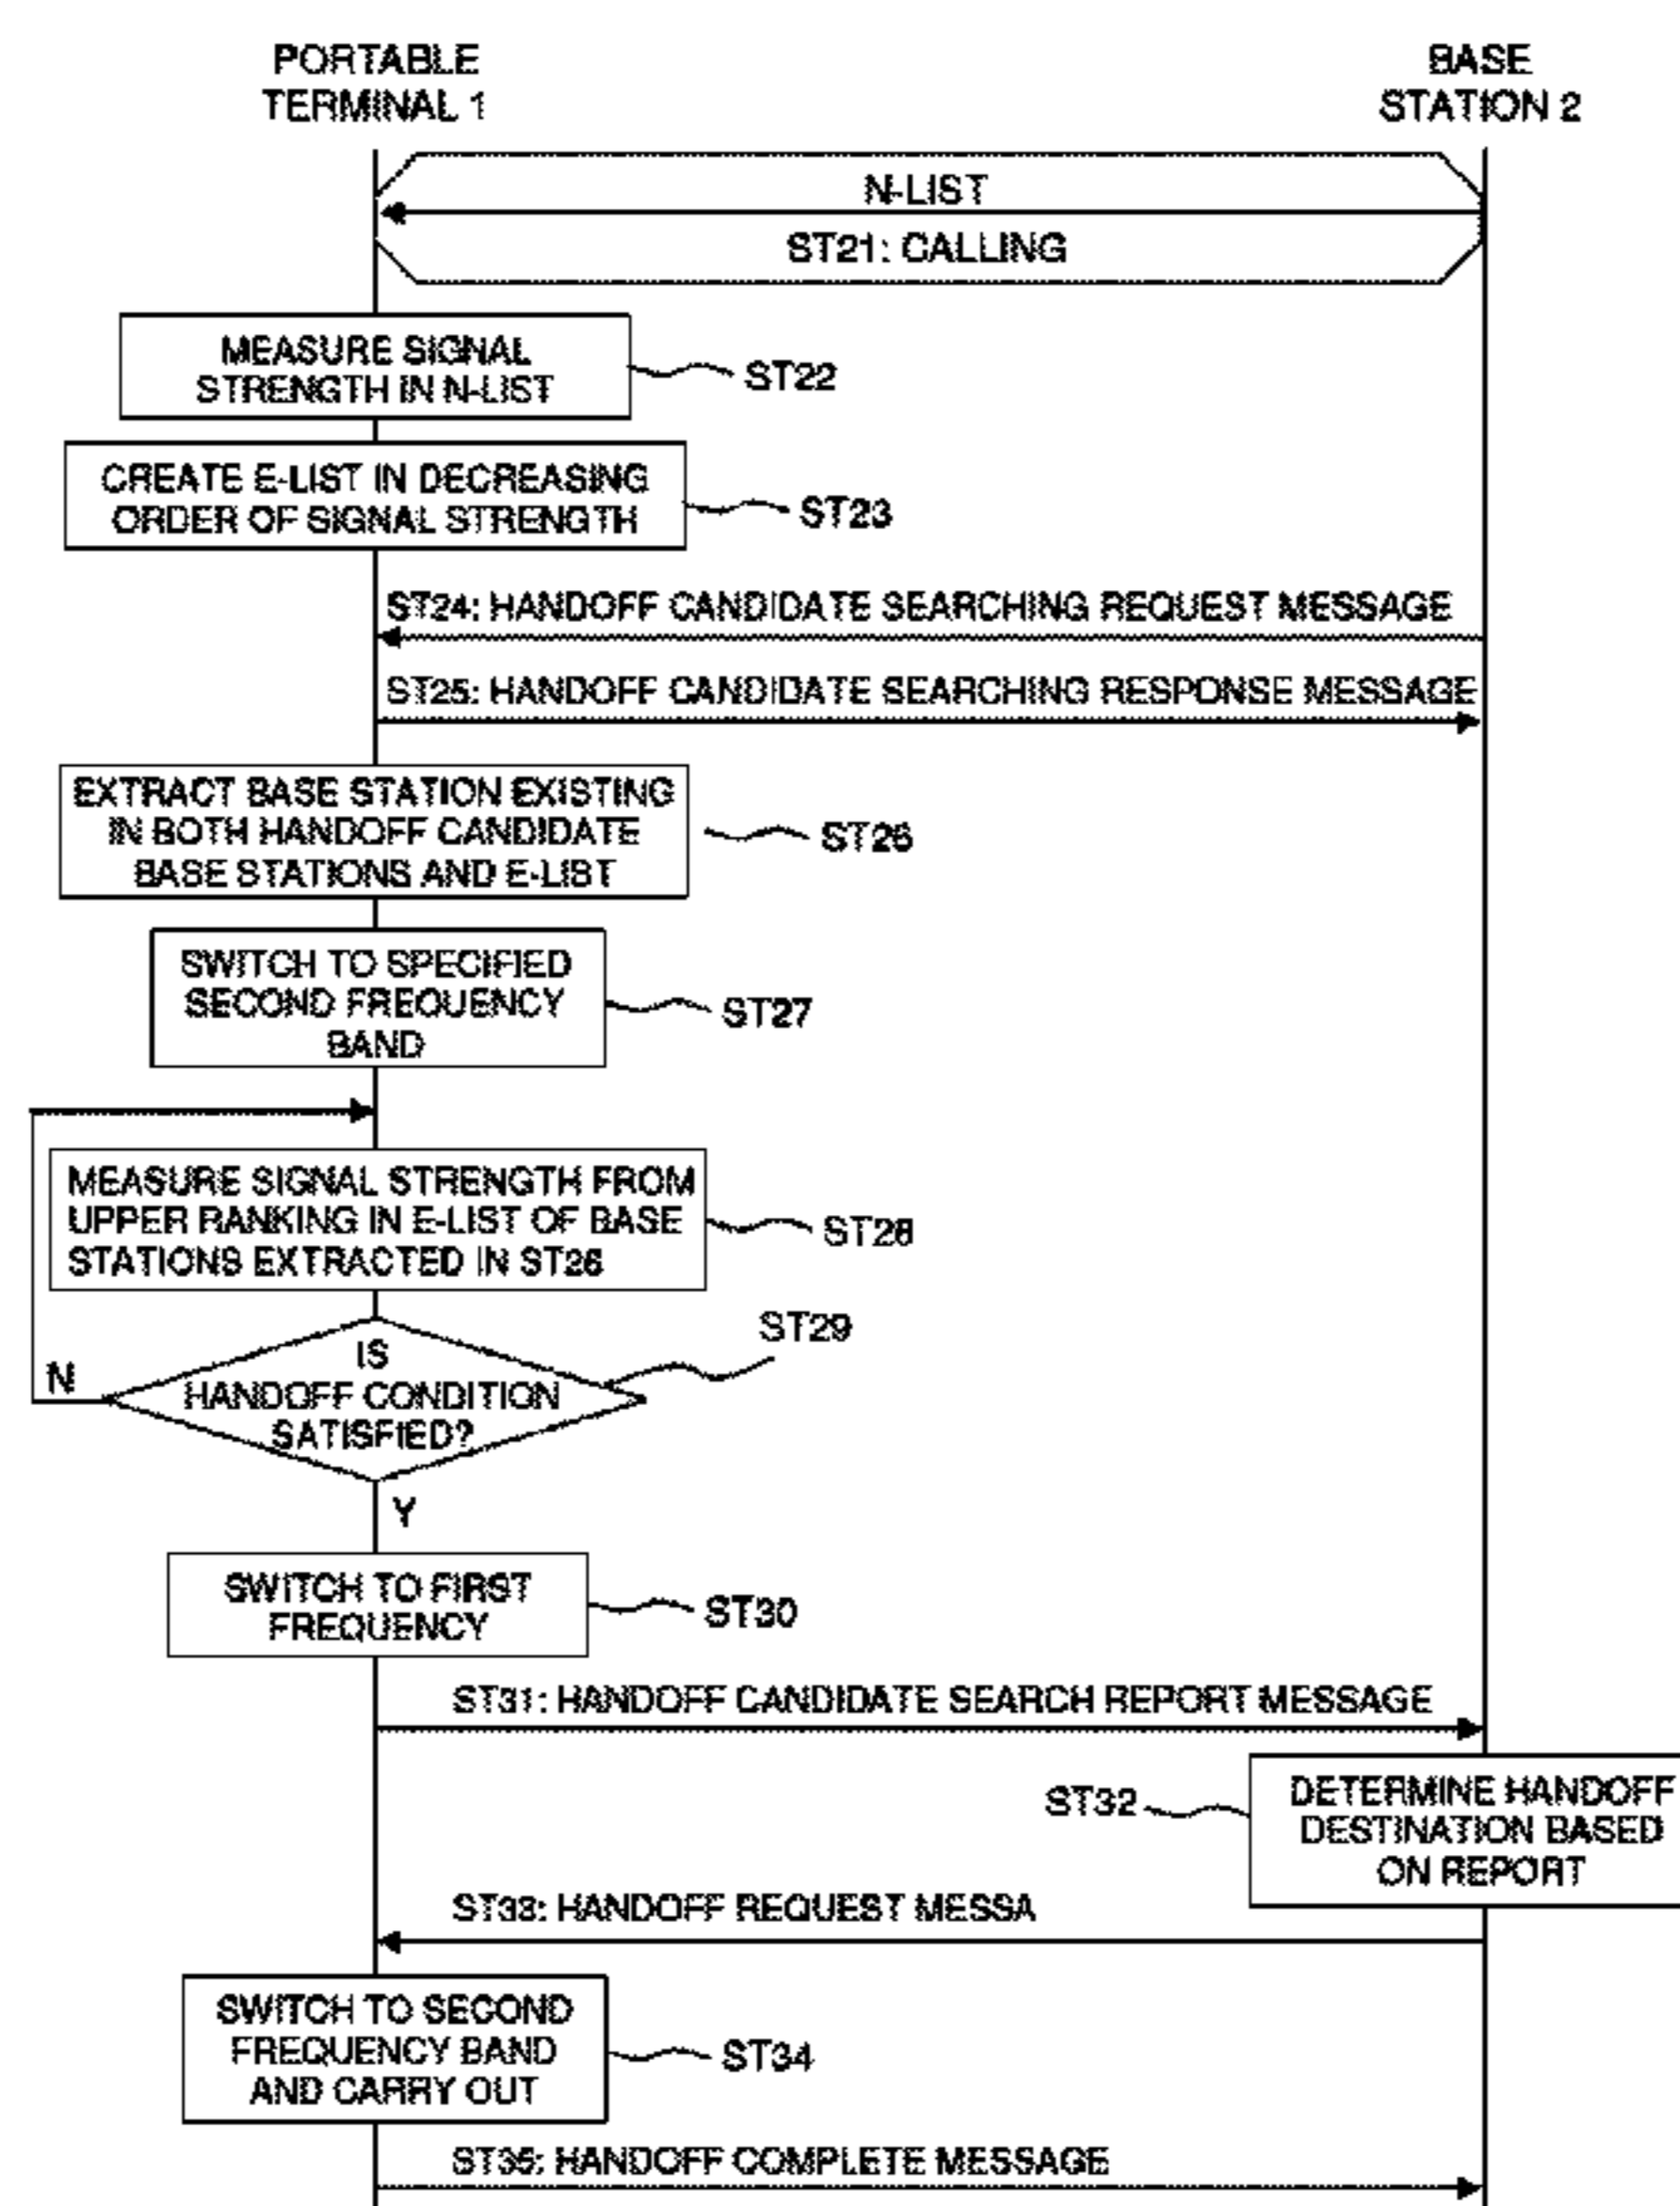 PORTABLE
TERMINAL 1
BASE
STATION 2
N-LIST
ST21: CALLING
MEASURE SIGNAL
STRENGTH IN N-LIST
ST22
CREATE E-LIST IN DECREASING
ORDER OF SIGNAL STRENGTH
ST23
ST24: HANDOFF CANDIDATE SEARCHING REQUEST MESSAGE
ST25: HANDOFF CANDIDATE SEARCHING RESPONSE MESSAGE
EXTRACT BASE STATION EXISTING
IN BOTH HANDOFF CANDIDATE
BASE STATIONS AND E-LIST
ST26
SWITCH TO SPECIFIED
SECOND FREQUENCY
BAND
ST27
MEASURE SIGNAL STRENGTH FROM
UPPER RANKING IN E-LIST OF BASE
STATIONS EXTRACTED IN ST26
ST28
ST29
IS
HANDOFF CONDITION
SATISFIED?
N
Y
SWITCH TO FIRST
FREQUENCY
ST30
ST31: HANDOFF CANDIDATE SEARCH REPORT MESSAGE
ST32
DETERMINE HANDOFF
DESTINATION BASED
ON REPORT
ST33: HANDOFF REQUEST MESSA
SWITCH TO SECOND
FREQUENCY BAND
AND CARRY OUT
ST34
ST35: HANDOFF COMPLETE MESSAGE